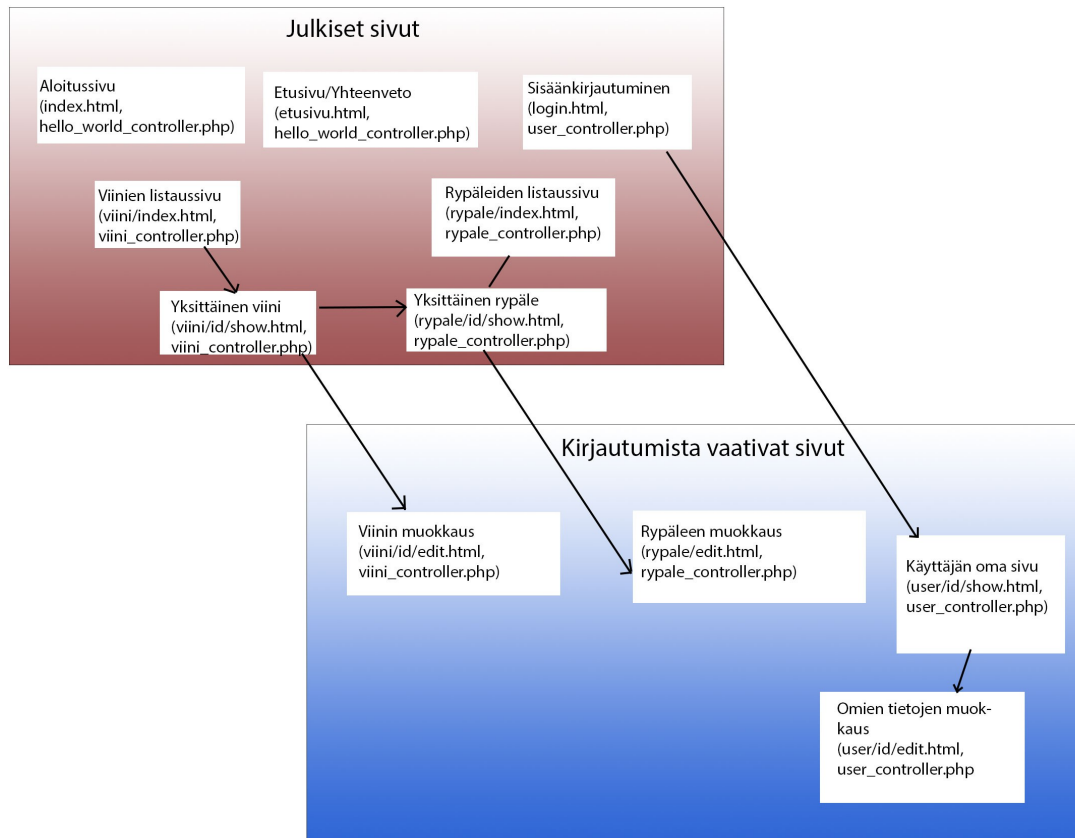 Julkiset sivut
Aloitussivu
(index.html,
hello_world_controller.php)
Etusivu/Yhteenveto
(etusivu.html,
hello_world_controller.php)
Sisäänkirjautuminen
(login.html,
user_controller.php)
Viinien listaussivu
(viini/index.html,
viini_controller.php)
Rypäleiden listaussivu
(rypale/index.html,
rypale_controller.php)
Yksittäinen viini
(viini/id/show.html,
viini_controller.php)
Yksittäinen rypäle
(rypale/id/show.html,
rypale_controller.php)
Kirjautumista vaativat sivut
Viinin muokkaus
(viini/id/edit.html,
viini_controller.php)
Rypäleen muokkaus
(rypale/edit.html,
rypale_controller.php)
Käyttäjän oma sivu
(user/id/show.html,
user_controller.php)
Omien tietojen muok-
kaus
(user/id/edit.html,
user_controller.php